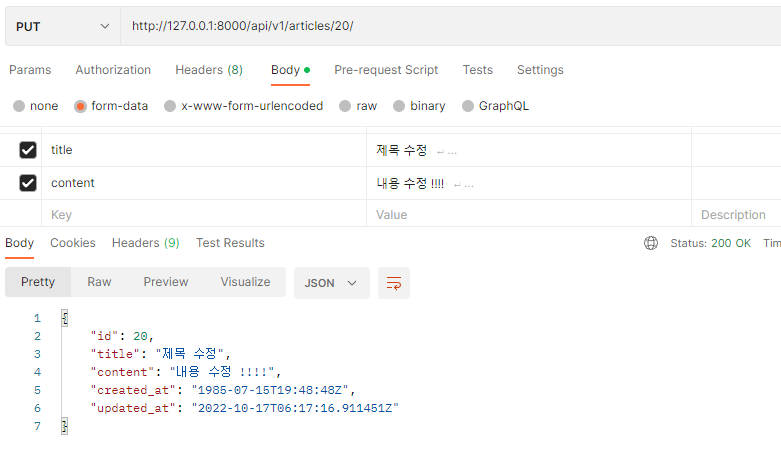 PUT http://127.0.0.1:8000/api/v1/articles/20/
Params Authorization Headers (8) Body Pre-request Script Tests Settings
none form-data x-www-form-urlencoded raw binary GraphQL
title 제목 수정 ↵ ...
content 내용 수정 !!!! ↵ ...
Key Value Description
Body Cookies Headers (9) Test Results Status: 200 OK Tim
Pretty Raw Preview Visualize JSON
1 {
2 "id": 20,
3 "title": "제목 수정",
4 "content": "내용 수정 !!!!",
5 "created_at": "1985-07-15T19:48:48Z",
6 "updated_at": "2022-10-17T06:17:16.911451Z"
7 }